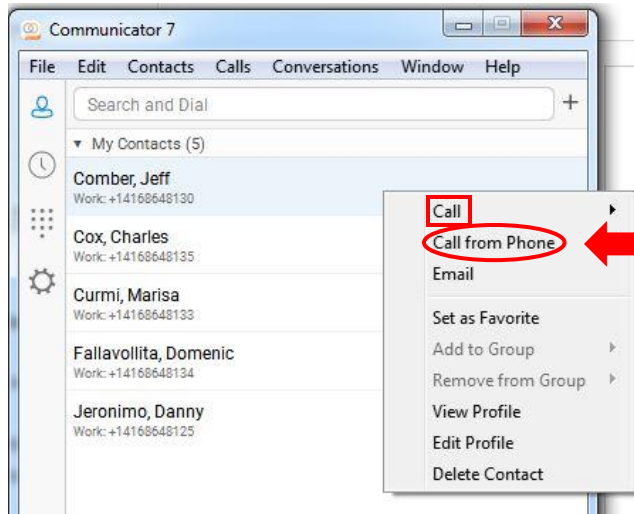 Communicator 7
File Edit Contacts Calls Conversations Window Help
Search and Dial
My Contacts (5)
Comber, Jeff
Work: +14168648130
Cox, Charles
Work: +14168648135
Curmi, Marisa
Work: +14168648133
Fallavollita, Domenic
Work: +14168648134
Jeronimo, Danny
Work: +14168648125
Call
Call from Phone
Email
Set as Favorite
Add to Group
Remove from Group
View Profile
Edit Profile
Delete Contact